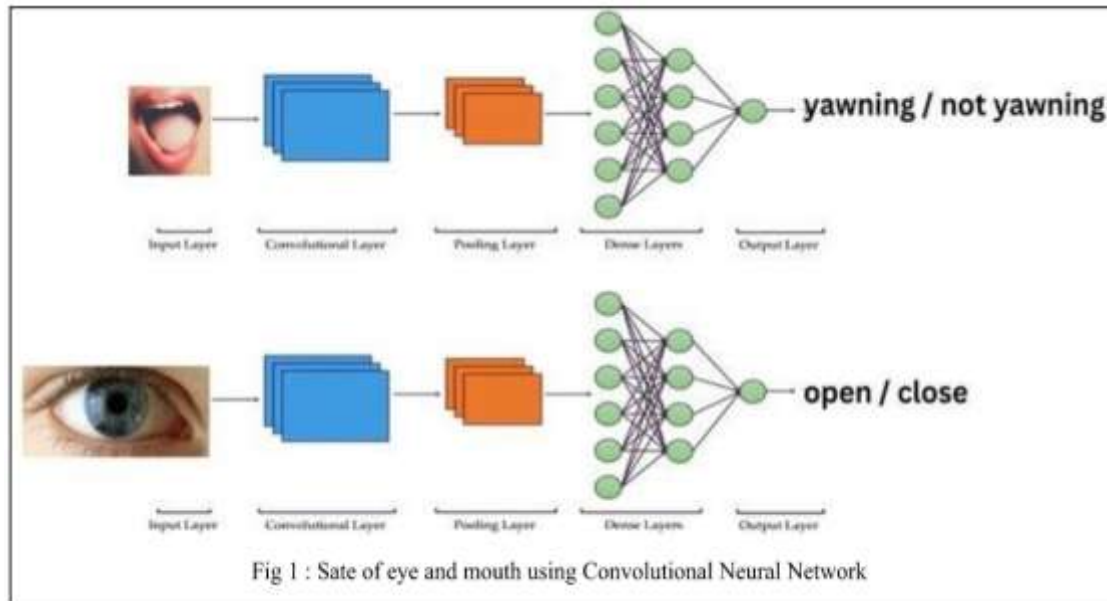 yawning / not yawning
Input Layer Convolutional Layer Pooling Layer Dense Layers Output Layer
open / close
Input Layer Convolutional Layer Pooling Layer Dense Layers Output Layer
Fig 1 : Sate of eye and mouth using Convolutional Neural Network